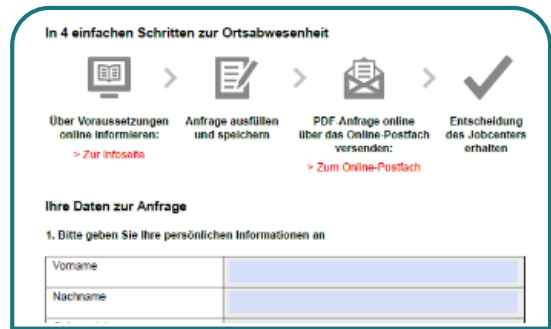 In 4 einfachen Schritten zur Ortsabwesenheit
Über Voraussetzungen
online informieren:
> Zur Infoseite
Anfrage ausfüllen
und speichern
PDF-Anfrage online
über das Online-Postfach
versenden:
> Zum Online-Postfach
Entscheidung
des Jobcenters
erhalten
Ihre Daten zur Anfrage
1. Bitte geben Sie Ihre persönlichen Informationen an
Vorname
Nachname